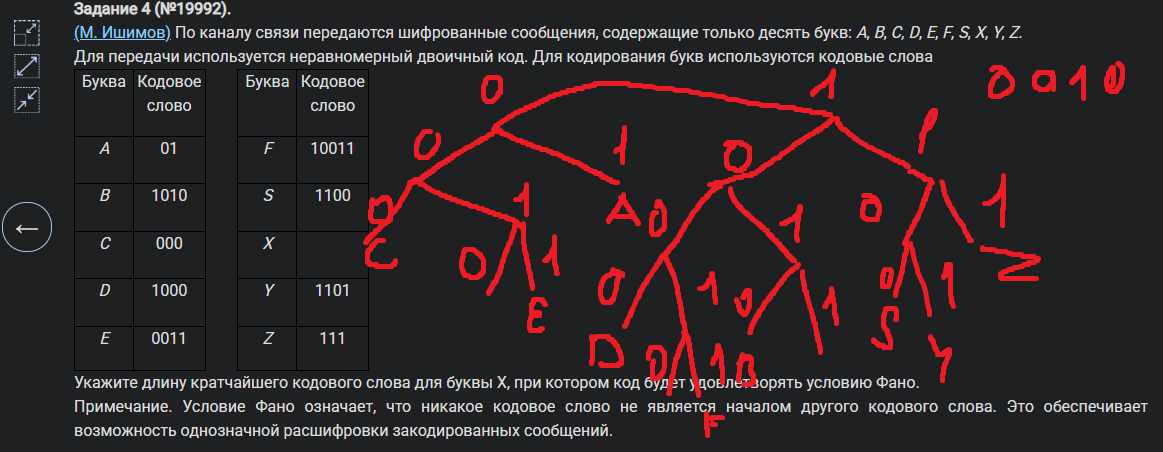 Задание 4 (№19992).
(М. Ишимов) По каналу связи передаются шифрованные сообщения, содержащие только десять букв: A, B, C, D, E, F, S, X, Y, Z.
Для передачи используется неравномерный двоичный код. Для кодирования букв используются кодовые слова
Буква Кодовое слово Буква Кодовое слово
A 01 F 10011
B 1010 S 1100
C 000 X
D 1000 Y 1101
E 0011 Z 111
0010
0 1
0 1 0 1
0 1 A 0 1 0 1
C 0 1 0 1 0 1 0 1 Z
E D 0 1 B S Y
F
Укажите длину кратчайшего кодового слова для буквы X, при котором код будет удовлетворять условию Фано.
Примечание. Условие Фано означает, что никакое кодовое слово не является началом другого кодового слова. Это обеспечивает
возможность однозначной расшифровки закодированных сообщений.